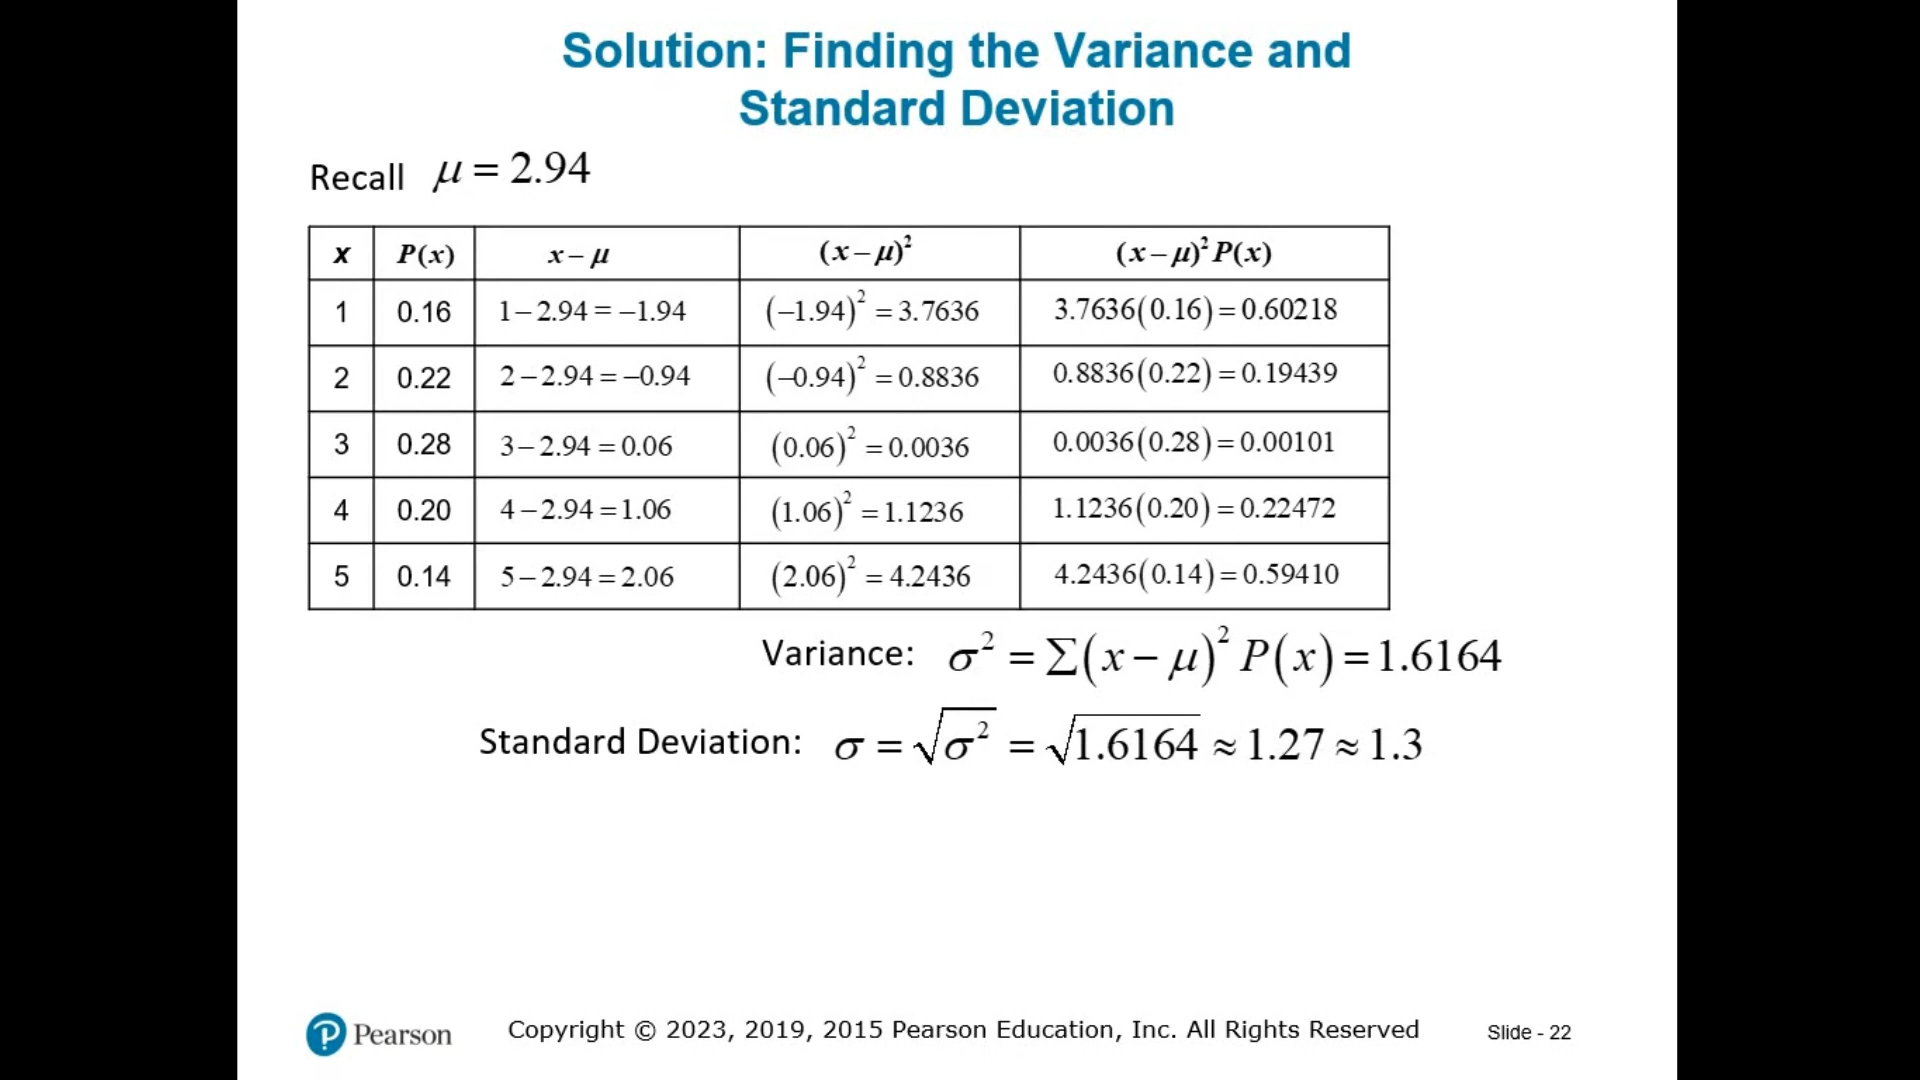 Solution: Finding the Variance and
Standard Deviation
Recall μ = 2.94
x P(x) x − μ (x − μ)² (x − μ)² P(x)
1 0.16 1 − 2.94 = −1.94 (−1.94)² = 3.7636 3.7636(0.16) = 0.60218
2 0.22 2 − 2.94 = −0.94 (−0.94)² = 0.8836 0.8836(0.22) = 0.19439
3 0.28 3 − 2.94 = 0.06 (0.06)² = 0.0036 0.0036(0.28) = 0.00101
4 0.20 4 − 2.94 = 1.06 (1.06)² = 1.1236 1.1236(0.20) = 0.22472
5 0.14 5 − 2.94 = 2.06 (2.06)² = 4.2436 4.2436(0.14) = 0.59410
Variance: σ² = Σ(x − μ)² P(x) = 1.6164
Standard Deviation: σ = √σ² = √1.6164 ≈ 1.27 ≈ 1.3
P Pearson Copyright © 2023, 2019, 2015 Pearson Education, Inc. All Rights Reserved Slide - 22